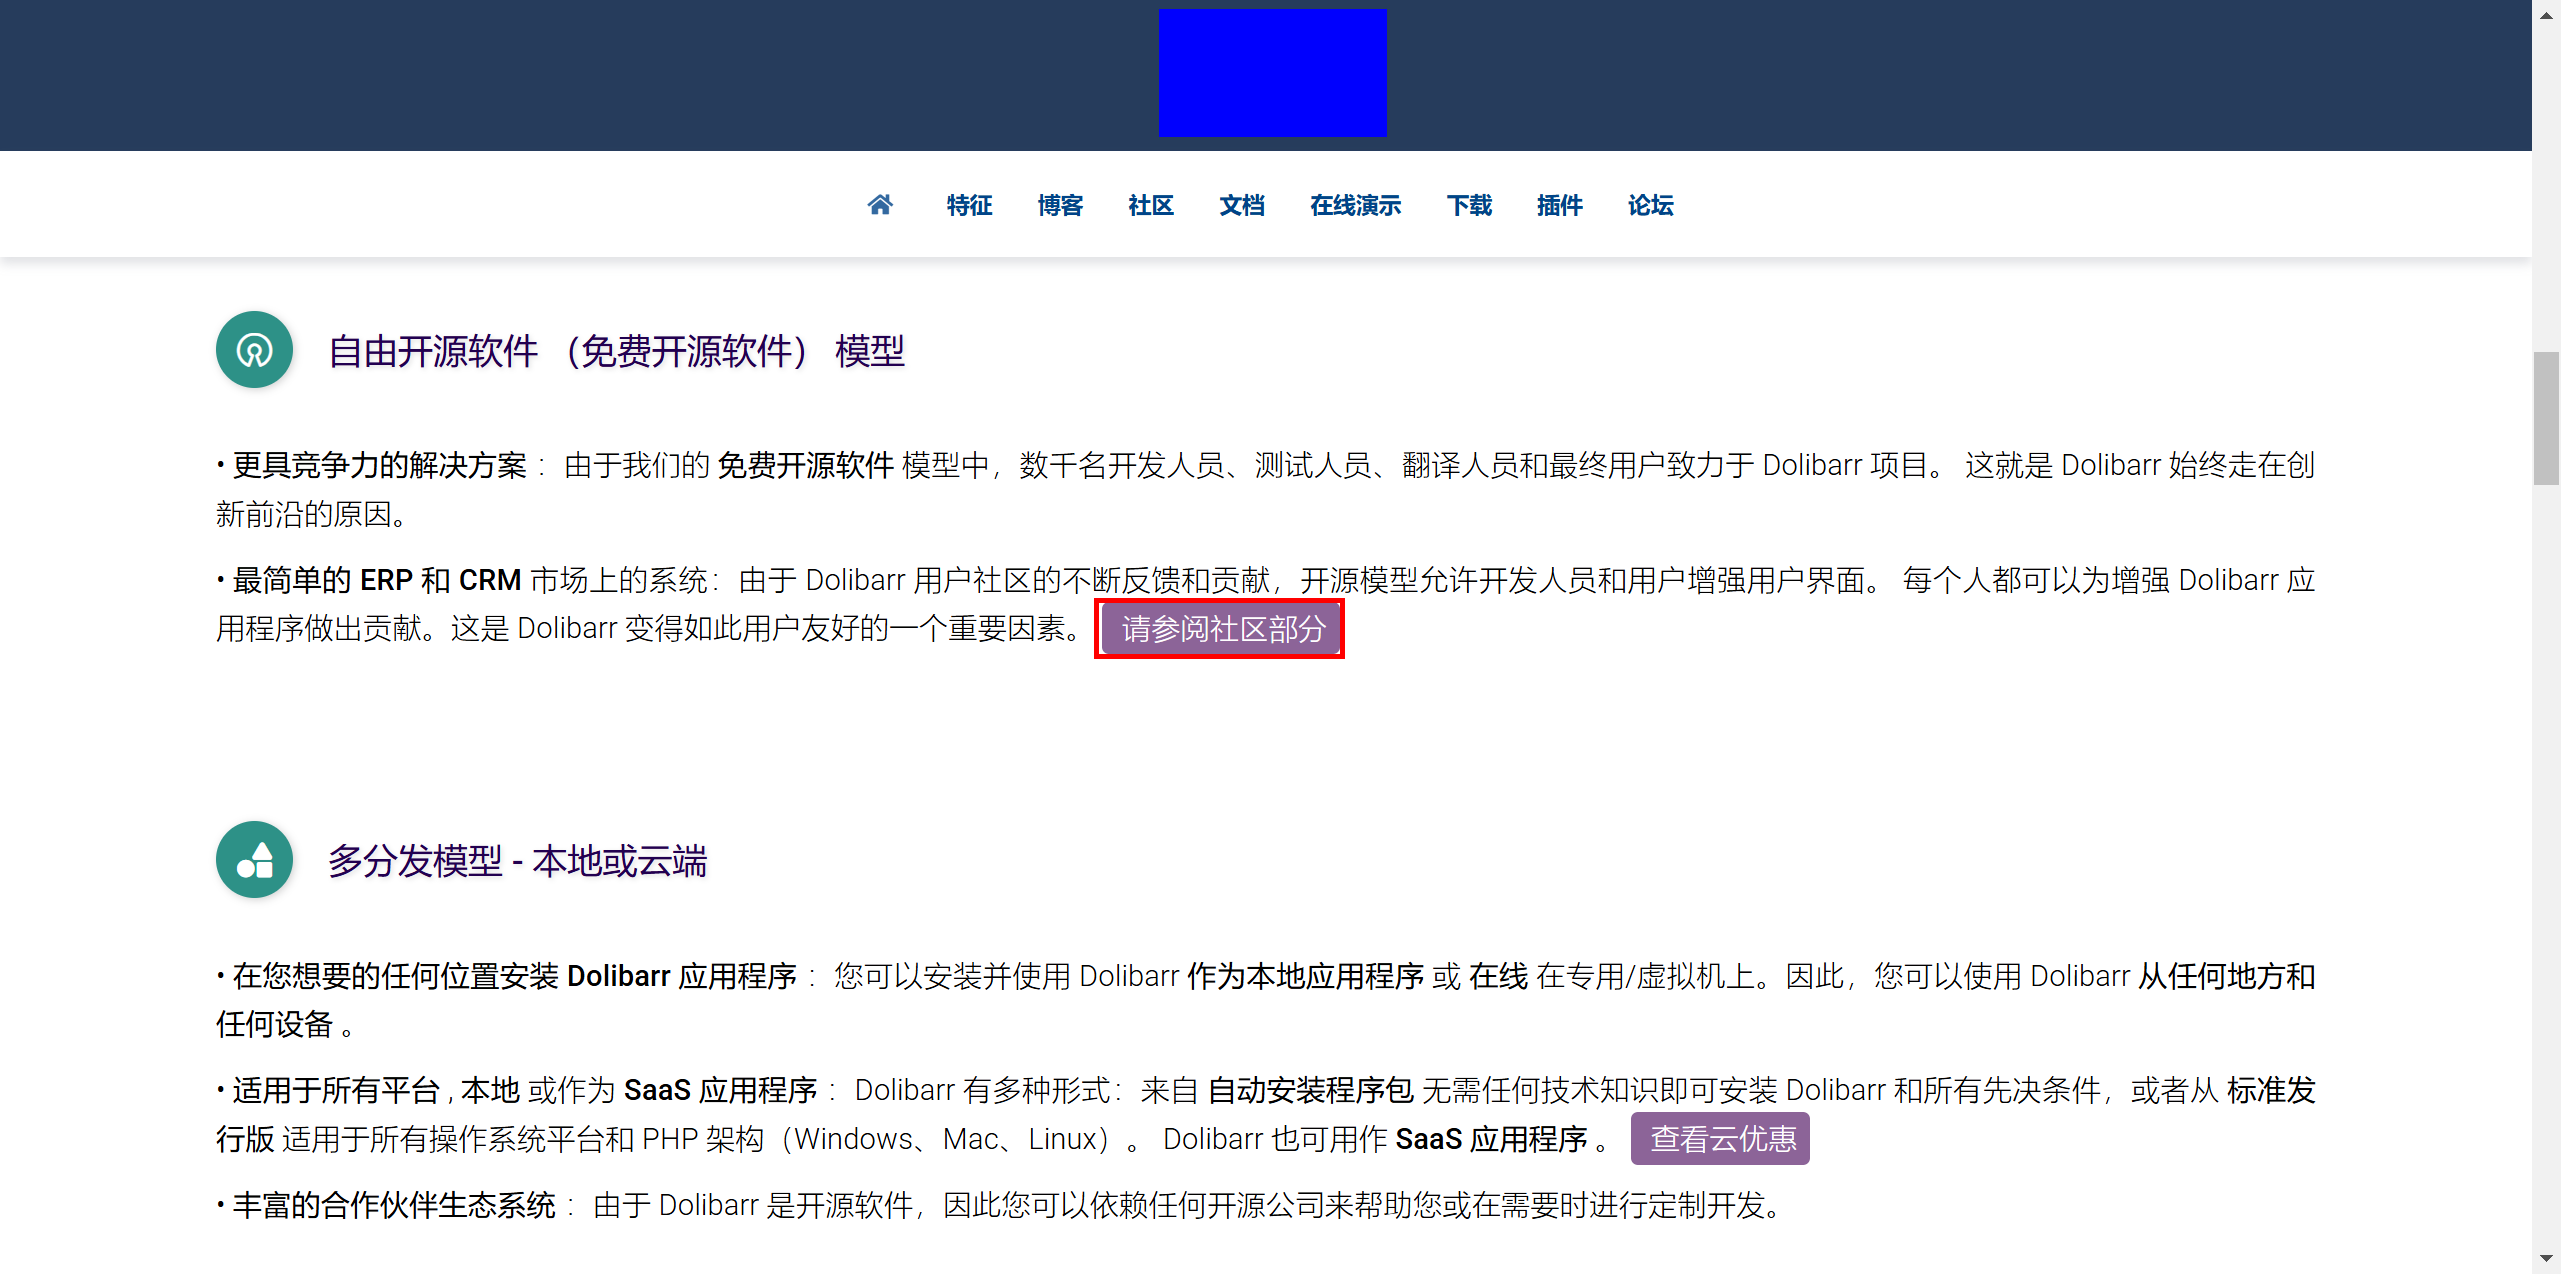 特征 博客 社区 文档 在线演示 下载 插件 论坛
自由开源软件 （免费开源软件） 模型
• 更具竞争力的解决方案 ： 由于我们的 免费开源软件 模型中，数千名开发人员、测试人员、翻译人员和最终用户致力于 Dolibarr 项目。 这就是 Dolibarr 始终走在创
新前沿的原因。
• 最简单的 ERP 和 CRM 市场上的系统：由于 Dolibarr 用户社区的不断反馈和贡献，开源模型允许开发人员和用户增强用户界面。 每个人都可以为增强 Dolibarr 应
用程序做出贡献。这是 Dolibarr 变得如此用户友好的一个重要因素。 请参阅社区部分
多分发模型 - 本地或云端
• 在您想要的任何位置安装 Dolibarr 应用程序 ： 您可以安装并使用 Dolibarr 作为本地应用程序 或 在线 在专用/虚拟机上。因此，您可以使用 Dolibarr 从任何地方和
任何设备 。
• 适用于所有平台 , 本地 或作为 SaaS 应用程序 ： Dolibarr 有多种形式：来自 自动安装程序包 无需任何技术知识即可安装 Dolibarr 和所有先决条件，或者从 标准发
行版 适用于所有操作系统平台和 PHP 架构（Windows、Mac、Linux）。 Dolibarr 也可用作 SaaS 应用程序 。 查看云优惠
• 丰富的合作伙伴生态系统 ： 由于 Dolibarr 是开源软件，因此您可以依赖任何开源公司来帮助您或在需要时进行定制开发。